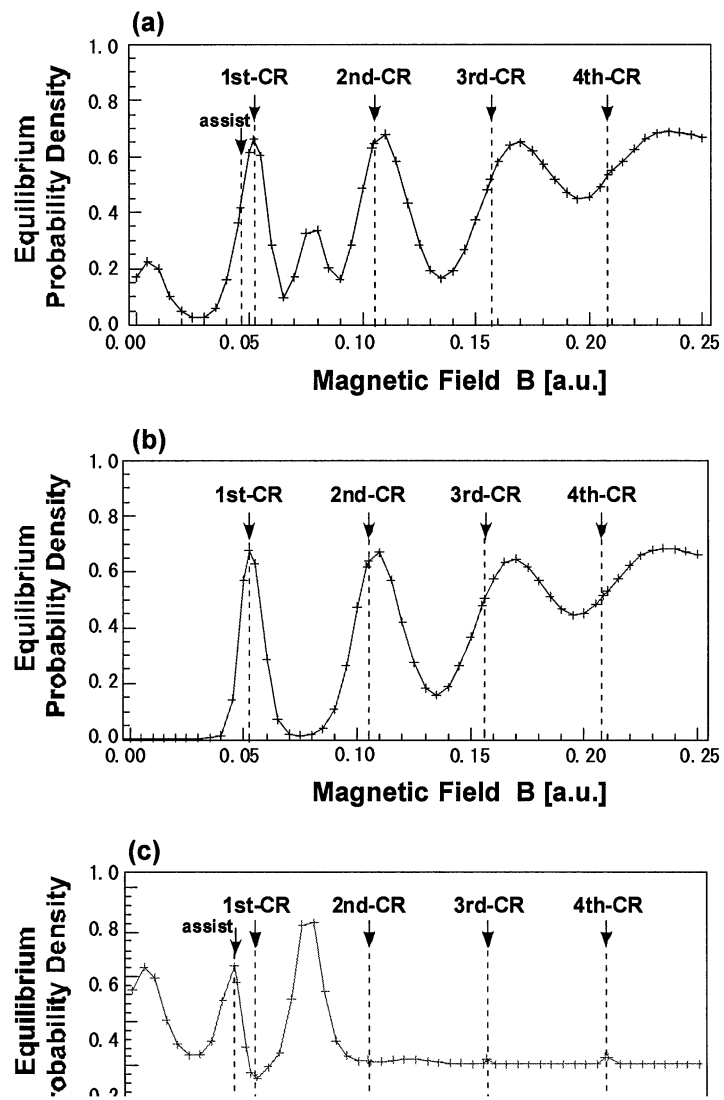 (a)
1.0
0.8
0.6
0.4
0.2
0.0
Equilibrium
Probability Density
1st-CR 2nd-CR 3rd-CR 4th-CR
assist
0.00 0.05 0.10 0.15 0.20 0.25
Magnetic Field B [a.u.]
(b)
1.0
0.8
0.6
0.4
0.2
0.0
Equilibrium
Probability Density
1st-CR 2nd-CR 3rd-CR 4th-CR
0.00 0.05 0.10 0.15 0.20 0.25
Magnetic Field B [a.u.]
(c)
1.0
0.8
0.6
0.4
Equilibrium
obability Density
1st-CR 2nd-CR 3rd-CR 4th-CR
assist